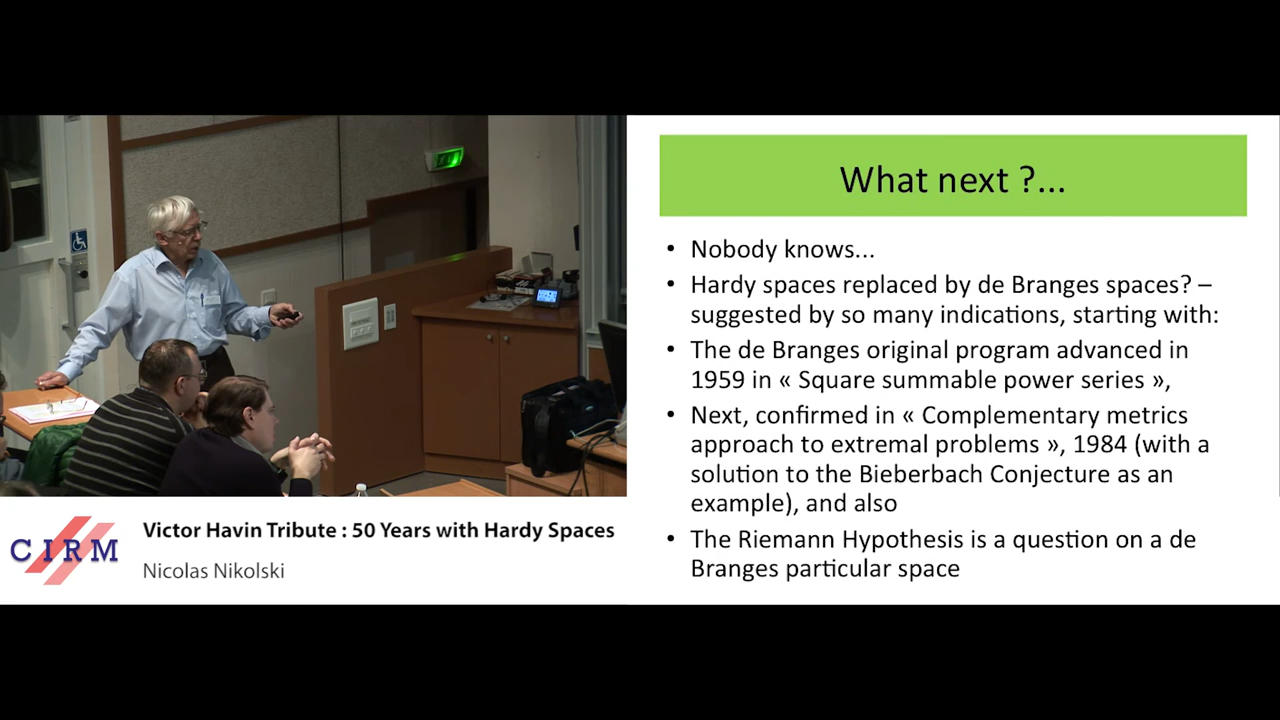 What next ?...
• Nobody knows...
• Hardy spaces replaced by de Branges spaces? –
suggested by so many indications, starting with:
• The de Branges original program advanced in
1959 in « Square summable power series »,
• Next, confirmed in « Complementary metrics
approach to extremal problems », 1984 (with a
solution to the Bieberbach Conjecture as an
example), and also
• The Riemann Hypothesis is a question on a de
Branges particular space
CIRM
Victor Havin Tribute : 50 Years with Hardy Spaces
Nicolas Nikolski